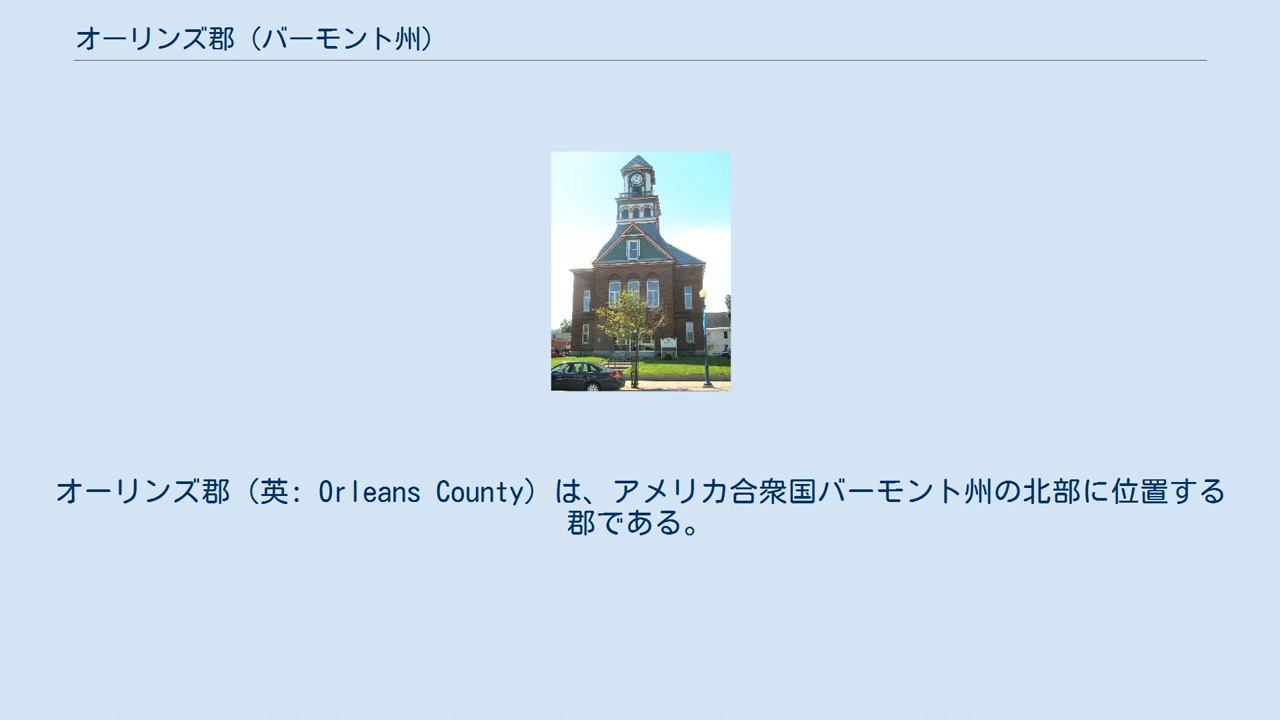 オーリンズ郡（バーモント州）
オーリンズ郡（英: Orleans County）は、アメリカ合衆国バーモント州の北部に位置する
郡である。